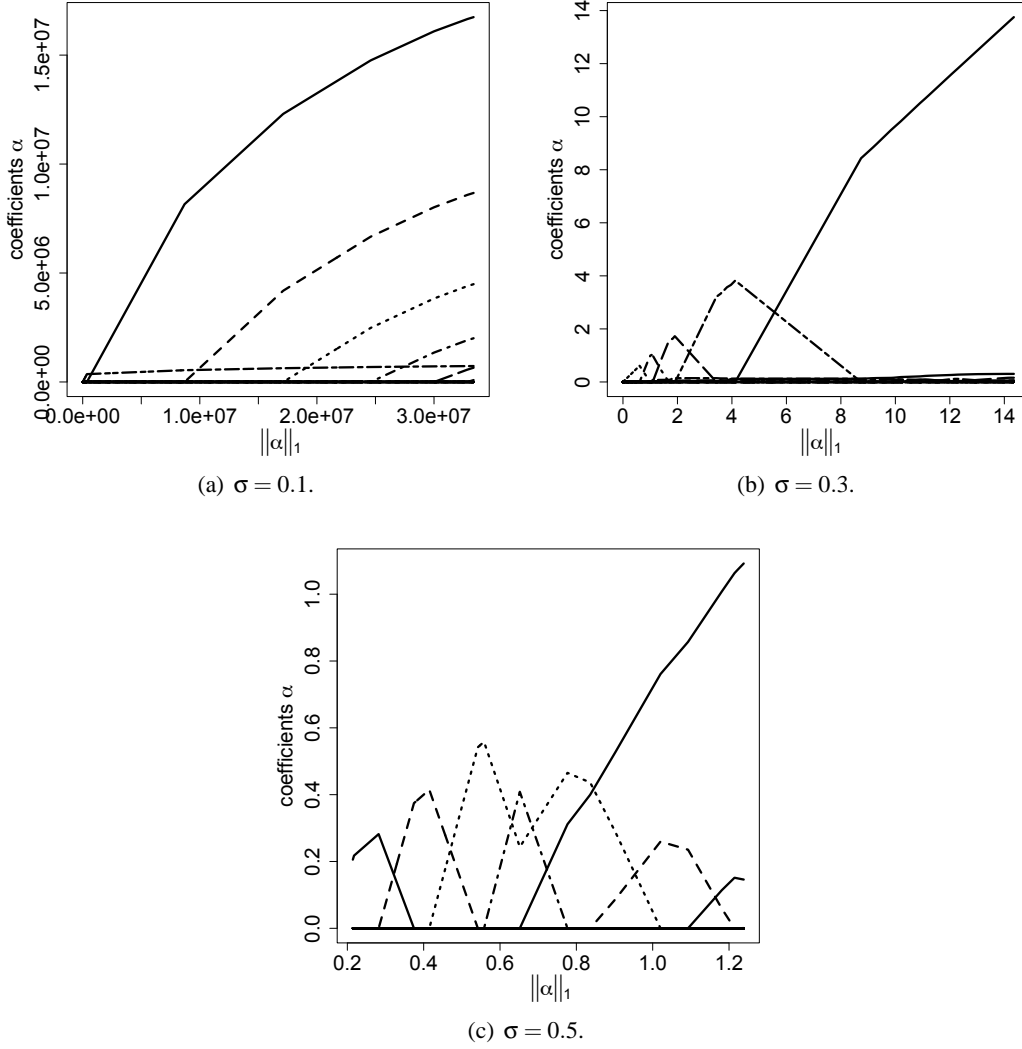 coefficients α
0.0e+00 5.0e+06 1.0e+07 1.5e+07
0.0e+00 1.0e+07 2.0e+07 3.0e+07
||α||₁
(a) σ = 0.1.
coefficients α
0 2 4 6 8 10 12 14
0 2 4 6 8 10 12 14
||α||₁
(b) σ = 0.3.
coefficients α
0.0 0.2 0.4 0.6 0.8 1.0
0.2 0.4 0.6 0.8 1.0 1.2
||α||₁
(c) σ = 0.5.